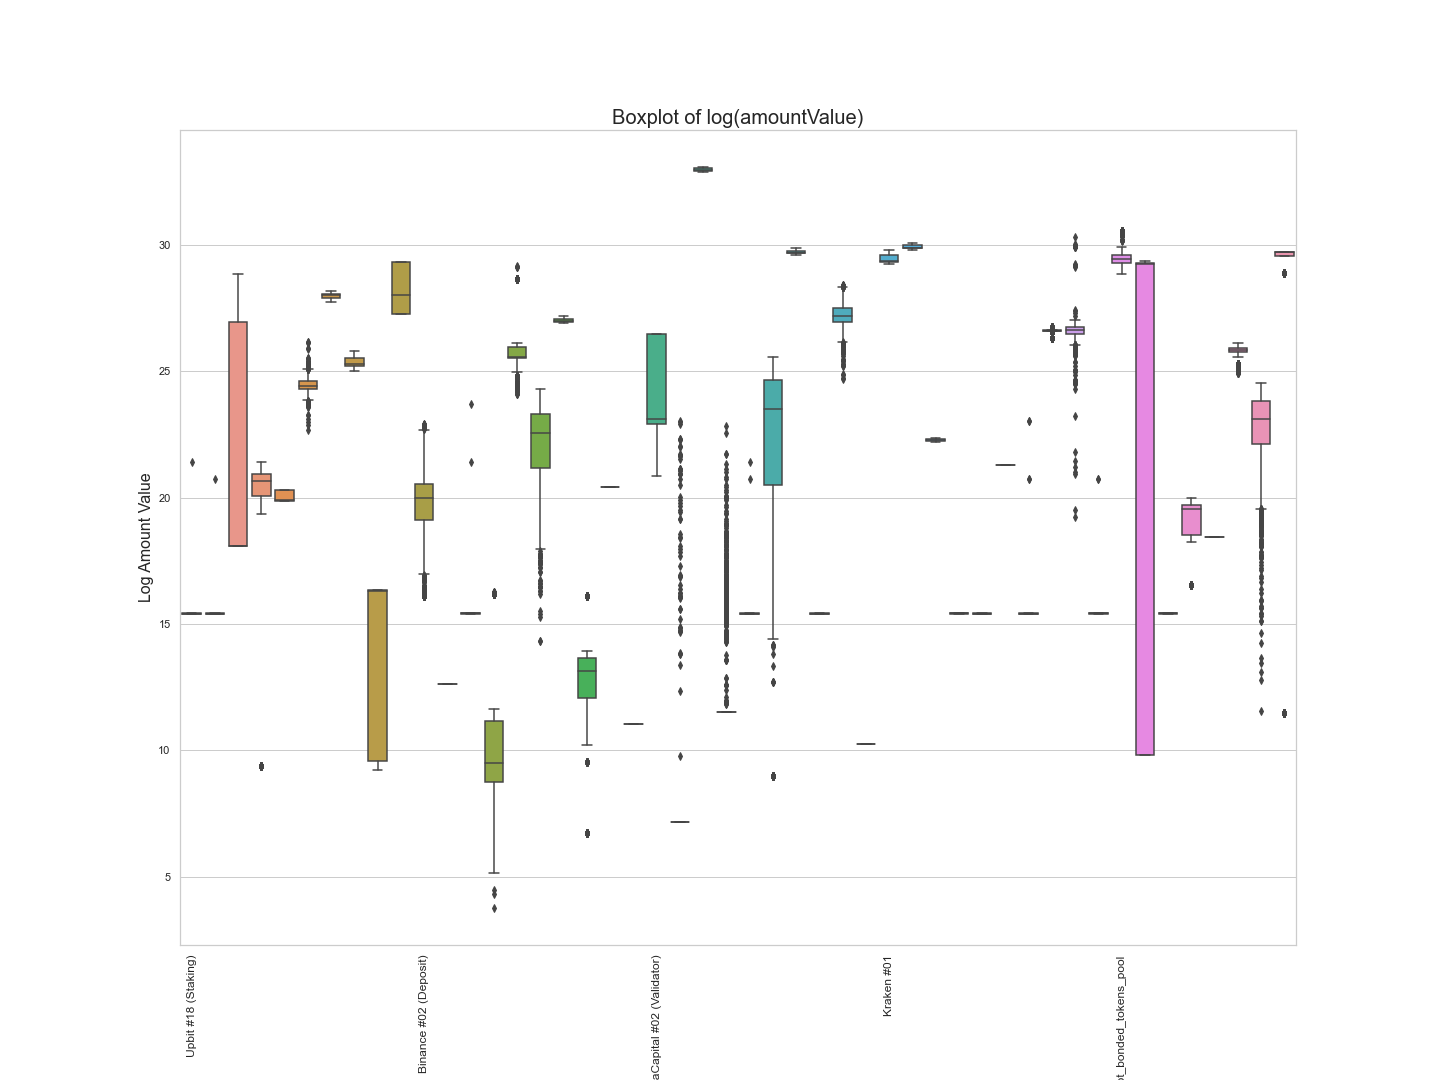 Boxplot of log(amountValue)
Log Amount Value
30
25
20
15
10
5
Upbit #18 (Staking)
Binance #02 (Deposit)
aCapital #02 (Validator)
Kraken #01
ot_bonded_tokens_pool